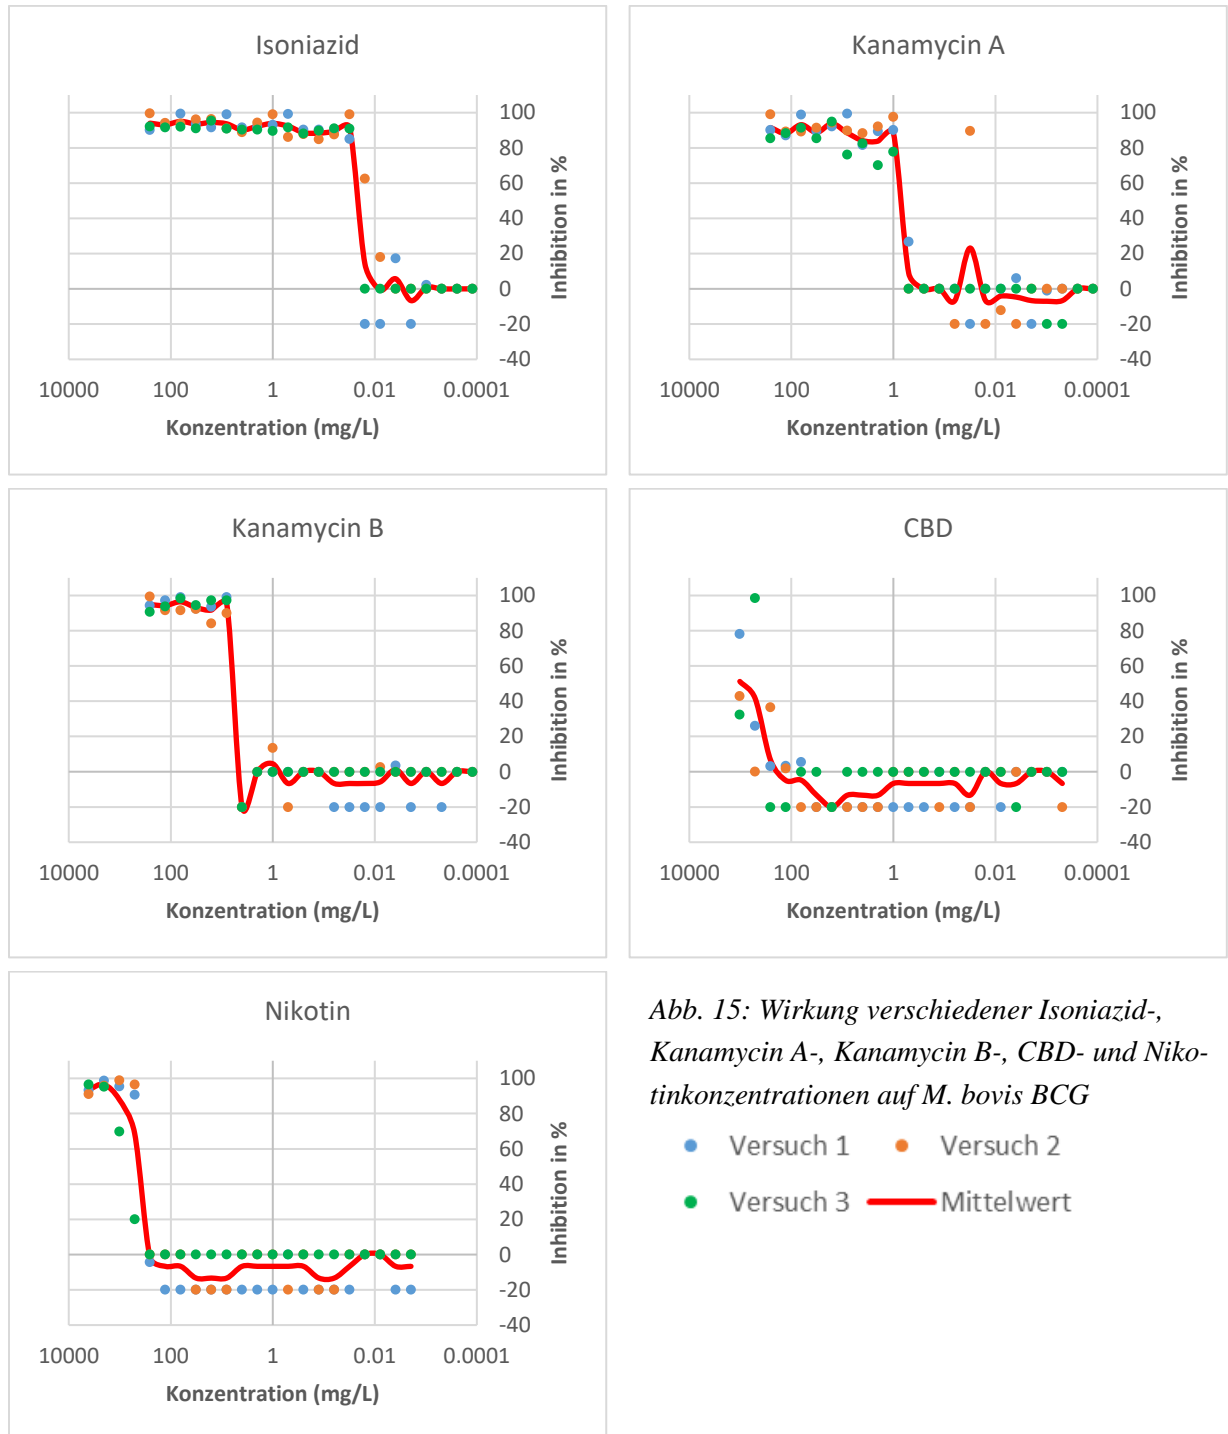 Isoniazid
100
80
60
40
20
0
-20
-40
Inhibition in %
10000 100 1 0.01 0.0001
Konzentration (mg/L)
Kanamycin A
100
80
60
40
20
0
-20
-40
Inhibition in %
10000 100 1 0.01 0.0001
Konzentration (mg/L)
Kanamycin B
100
80
60
40
20
0
-20
-40
Inhibition in %
10000 100 1 0.01 0.0001
Konzentration (mg/L)
CBD
100
80
60
40
20
0
-20
-40
Inhibition in %
10000 100 1 0.01 0.0001
Konzentration (mg/L)
Nikotin
100
80
60
40
20
0
-20
-40
Inhibition in %
10000 100 1 0.01 0.0001
Konzentration (mg/L)
Abb. 15: Wirkung verschiedener Isoniazid-,
Kanamycin A-, Kanamycin B-, CBD- und Niko-
tinkonzentrationen auf M. bovis BCG
Versuch 1 Versuch 2
Versuch 3 Mittelwert